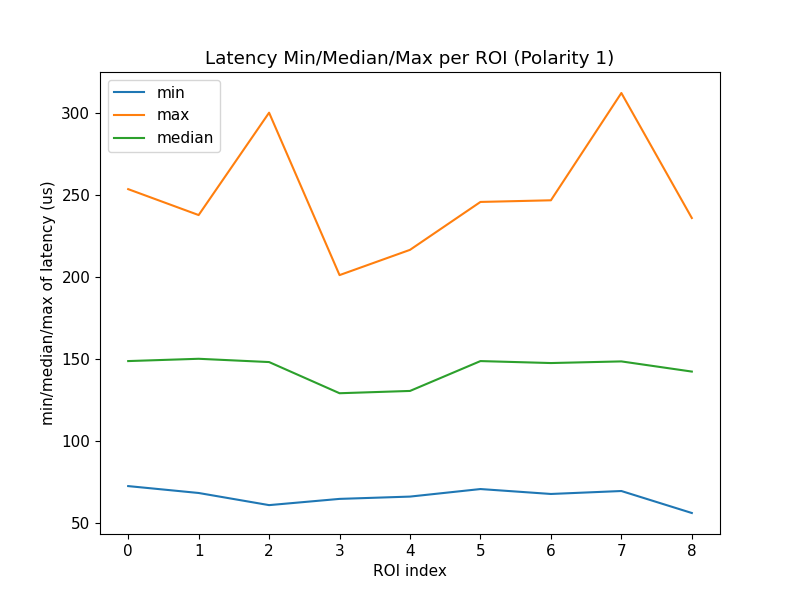 Latency Min/Median/Max per ROI (Polarity 1)
min
max
median
300
250
200
150
100
50
min/median/max of latency (us)
0 1 2 3 4 5 6 7 8
ROI index